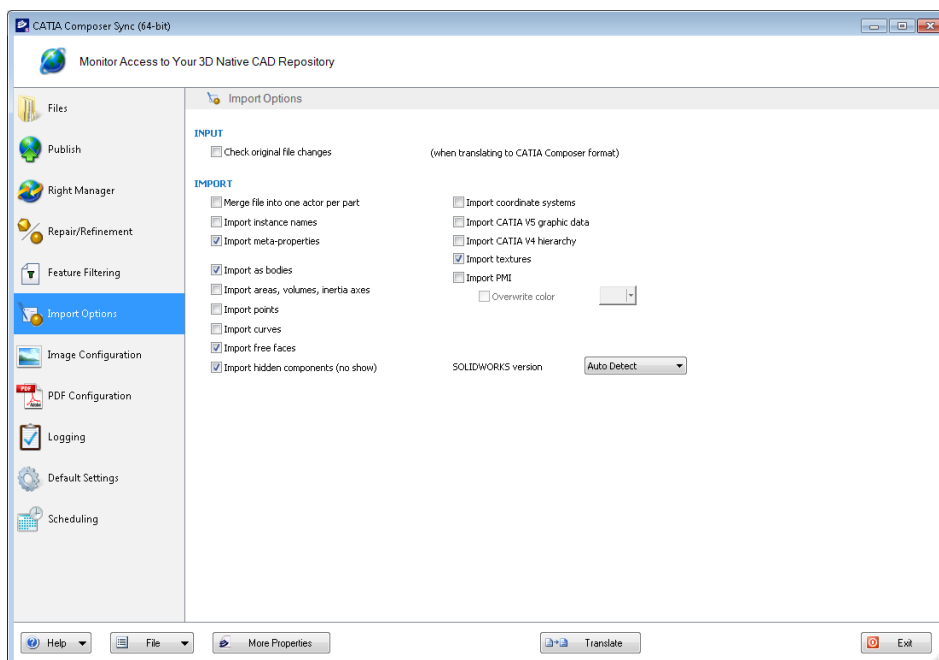 CATIA Composer Sync (64-bit)
Monitor Access to Your 3D Native CAD Repository
Files
Publish
Right Manager
Repair/Refinement
Feature Filtering
Import Options
Image Configuration
PDF Configuration
Logging
Default Settings
Scheduling
Import Options
INPUT
Check original file changes (when translating to CATIA Composer format)
IMPORT
Merge file into one actor per part
Import instance names
Import meta-properties
Import as bodies
Import areas, volumes, inertia axes
Import points
Import curves
Import free faces
Import hidden components (no show)
Import coordinate systems
Import CATIA V5 graphic data
Import CATIA V4 hierarchy
Import textures
Import PMI
Overwrite color
SOLIDWORKS version Auto Detect
Help File More Properties Translate Exit